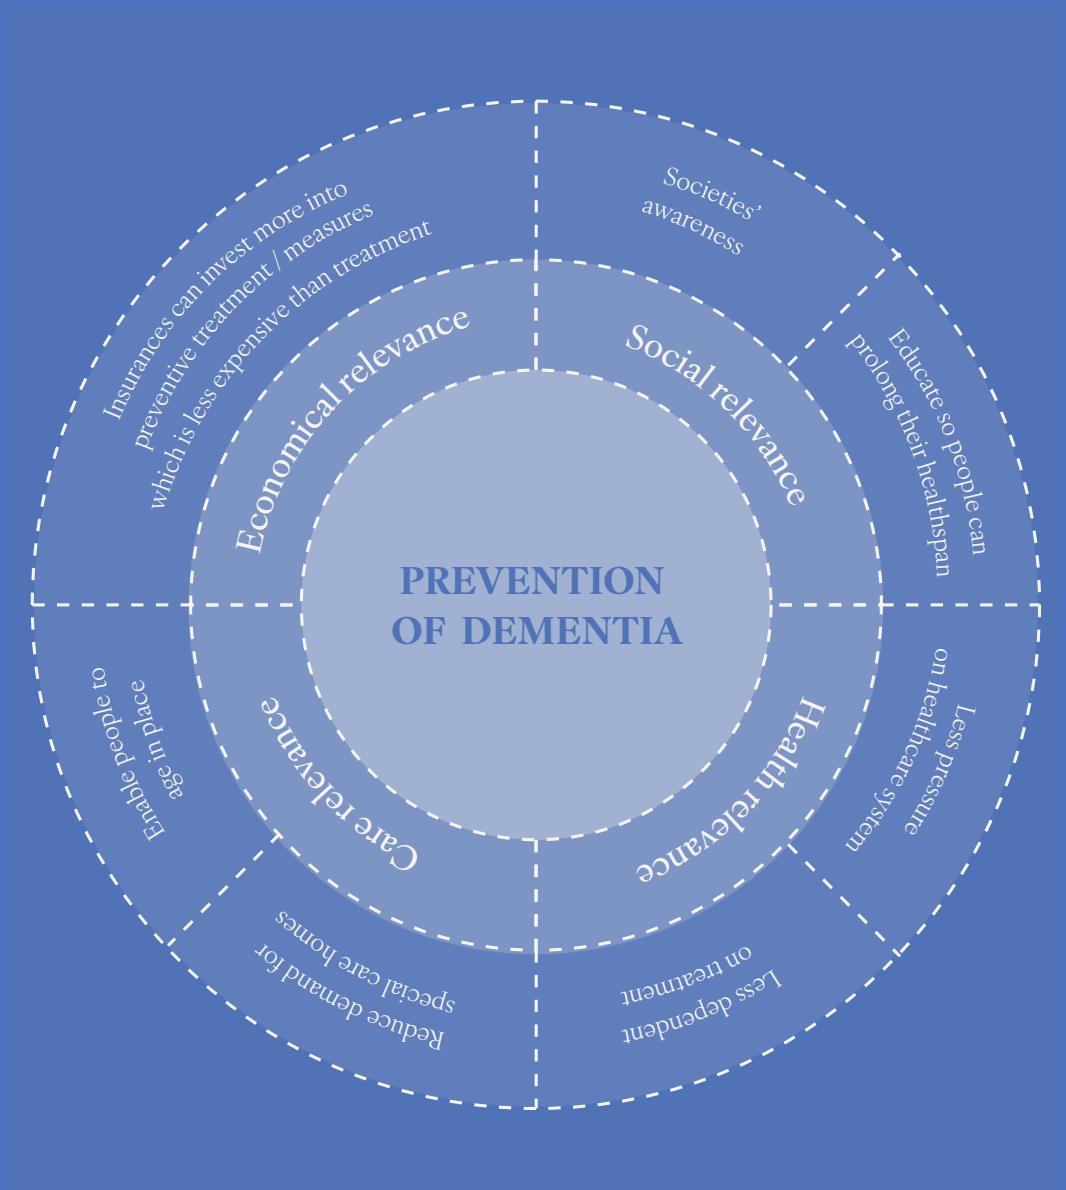 PREVENTION
OF DEMENTIA
Economical relevance
Insurances can invest more into
preventive treatment / measures
which is less expensive than treatment
Social relevance
Societies’
awareness
Educate so people can
prolong their healthspan
Health relevance
Less pressure
on healthcare system
Less dependent
on treatment
Care relevance
Reduce demand for
special care homes
Enable people to
age in place